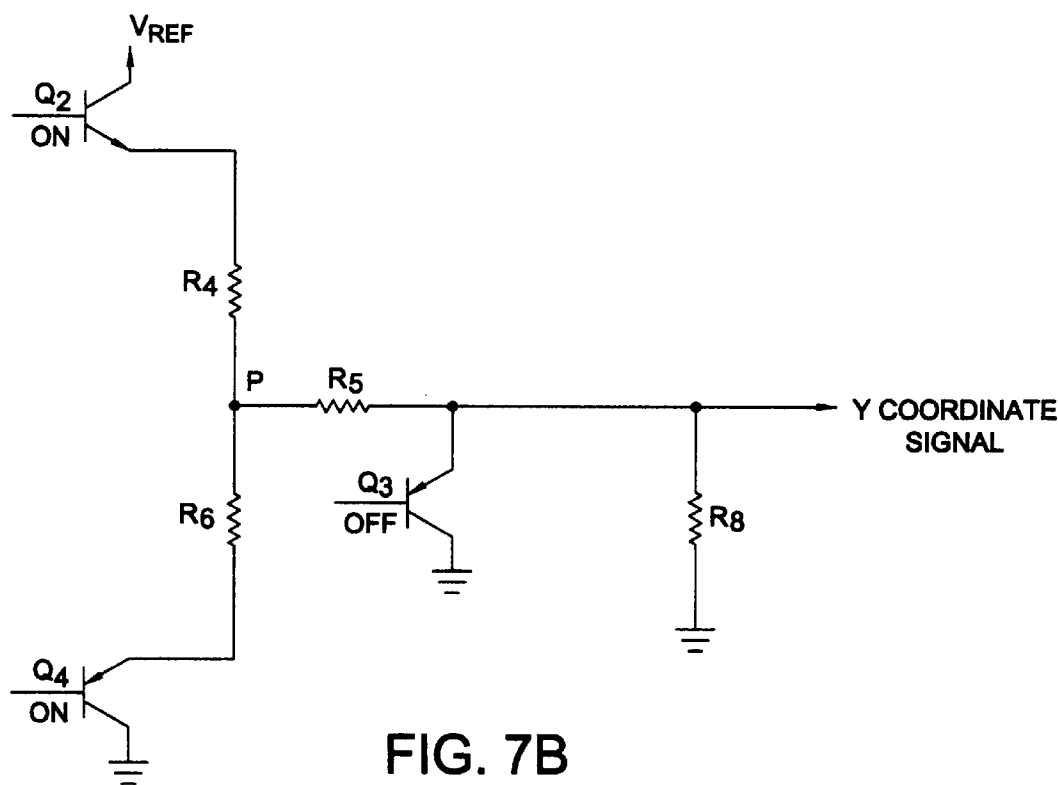 VREF
Q2
ON
R4
P
R5
Y COORDINATE
SIGNAL
Q3
OFF
R6
R8
Q4
ON
FIG. 7B